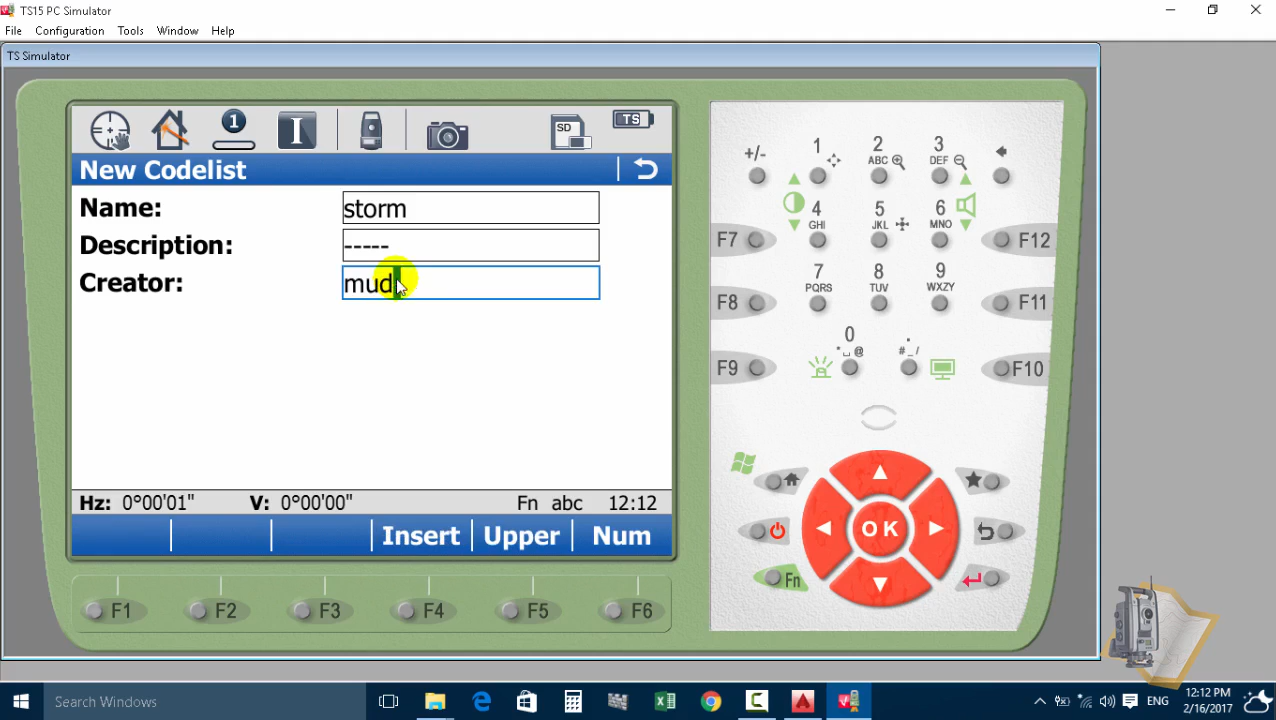 TS15 PC Simulator
File Configuration Tools Window Help
TS Simulator
1 I SD TS
New Codelist
Name: storm
Description: -----
Creator: mud
Hz: 0°00'01" V: 0°00'00" Fn abc 12:12
Insert Upper Num
F1 F2 F3 F4 F5 F6
+/- 1 2 ABC 3 DEF
4 GHI 5 JKL 6 MNO
F7 F12
7 PQRS 8 TUV 9 WXZY
F8 F11
0 * ␣ @ . # _ /
F9 F10
OK
Fn
Search Windows
ENG 12:12 PM
2/16/2017